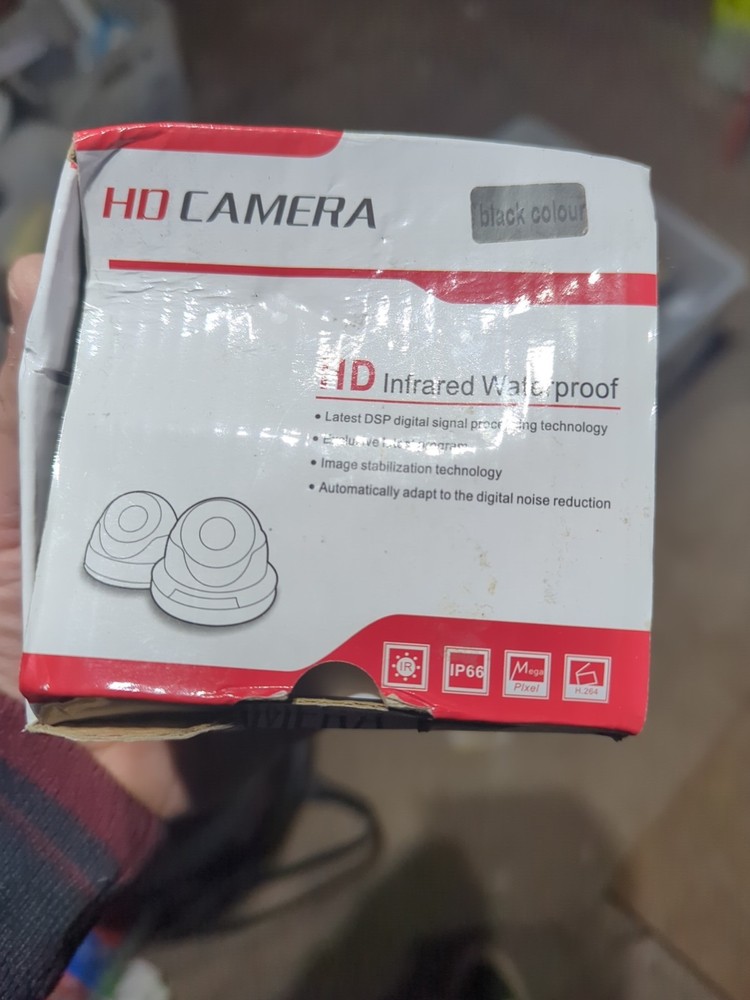 HD CAMERA
black colour
HD Infrared Waterproof
• Latest DSP digital signal processing technology
• Exclusive
• Image stabilization technology
• Automatically adapt to the digital noise reduction
IR
IP66
Mega
Pixel
H.264